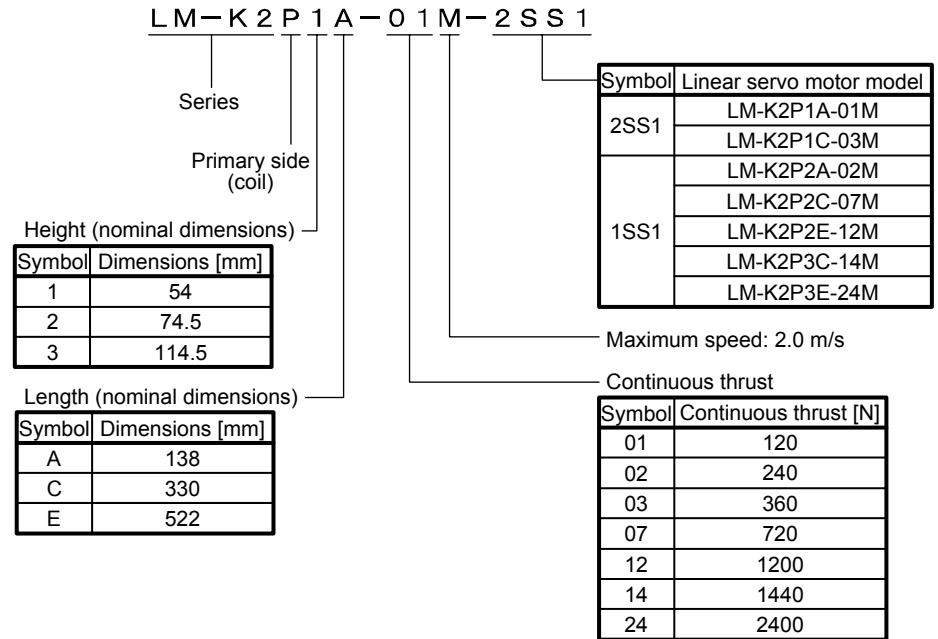 LM-K2P1A-01M-2SS1
Series
Primary side
(coil)
Height (nominal dimensions)
Symbol Dimensions [mm]
1 54
2 74.5
3 114.5
Length (nominal dimensions)
Symbol Dimensions [mm]
A 138
C 330
E 522
Symbol Linear servo motor model
2SS1
LM-K2P1A-01M
LM-K2P1C-03M
1SS1
LM-K2P2A-02M
LM-K2P2C-07M
LM-K2P2E-12M
LM-K2P3C-14M
LM-K2P3E-24M
Maximum speed: 2.0 m/s
Continuous thrust
Symbol Continuous thrust [N]
01 120
02 240
03 360
07 720
12 1200
14 1440
24 2400